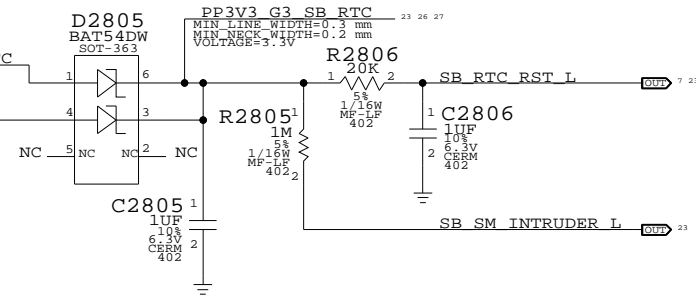 D2805
BAT54DW
SOT-363
PP3V3_G3_SB_RTC
23 26 27
MIN_LINE_WIDTH=0.3 mm
MIN_NECK_WIDTH=0.2 mm
VOLTAGE=3.3V
TC
1
6
4
3
NC
5
NC
NC
2
NC
R2806
20K
1
2
5%
1/16W
MF-LF
402
SB_RTC_RST_L
OUT
7 23
R2805
1
1M
5%
1/16W
MF-LF
402
2
C2806
1
1UF
10%
6.3V
CERM
402
2
C2805
1
1UF
10%
6.3V
CERM
402
2
SB_SM_INTRUDER_L
OUT
23